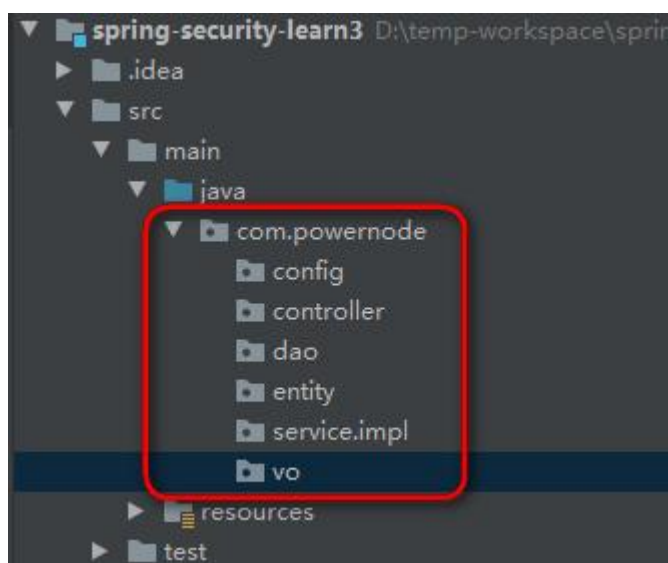 spring-security-learn3 D:\temp-workspace\sprin
.idea
src
main
java
com.powernode
config
controller
dao
entity
service.impl
vo
resources
test